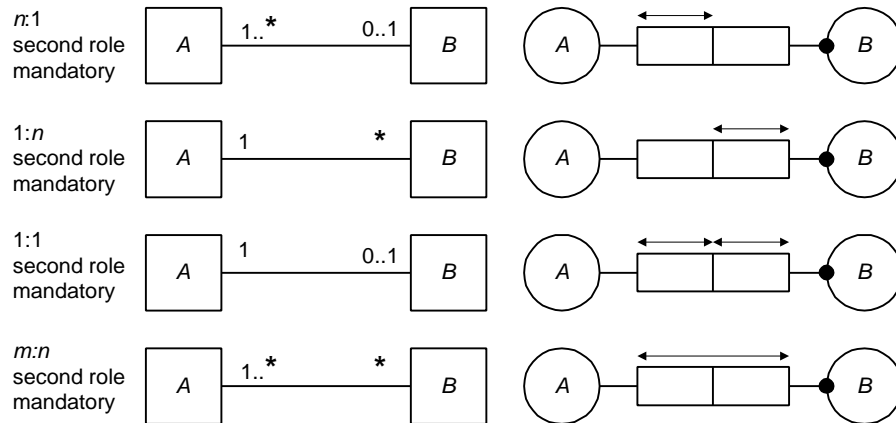 n:1
second role
mandatory
A 1..* 0..1 B A B
1:n
second role
mandatory
A 1 * B A B
1:1
second role
mandatory
A 1 0..1 B A B
m:n
second role
mandatory
A 1..* * B A B